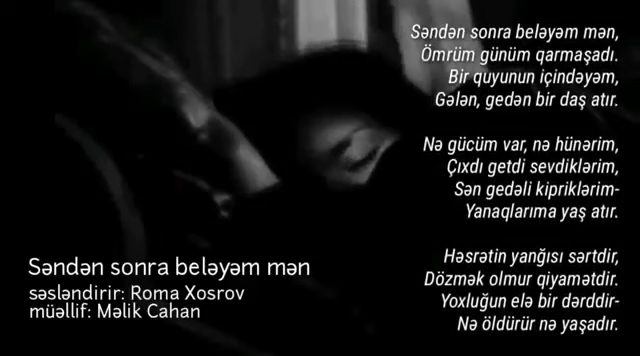 Səndən sonra beləyəm mən,
Ömrüm günüm qarmaşadı.
Bir quyunun içindəyəm,
Gələn, gedən bir daş atır.
Nə gücüm var, nə hünərim,
Çıxdı getdi sevdiklərim,
Sən gedəli kipriklərim-
Yanaqlarıma yaş atır.
Həsrətin yanğısı sərtdir,
Dözmək olmur qiyamətdir.
Yoxluğun elə bir dərddir-
Nə öldürür nə yaşadır.
Səndən sonra beləyəm mən
səsləndirir: Roma Xosrov
müəllif: Məlik Cahan